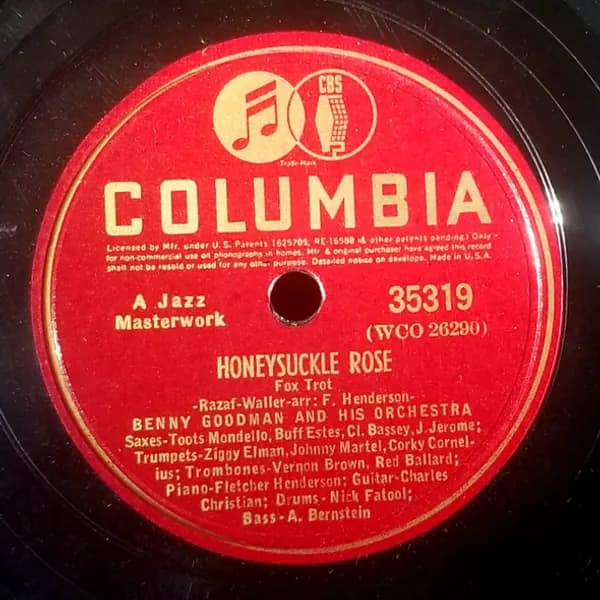 CBS
Trade-Mark
COLUMBIA
Licensed by Mfr. under U.S. Patents 1625705, RE-16588 (& other patents pending) Only
for non-commercial use on phonographs in homes. Mfr & original purchaser have agreed this record
shall not be resold or used for any other purpose. Detailed notice on envelope. Made in U.S.A.
A Jazz
Masterwork
35319
(WCO 26290)
HONEYSUCKLE ROSE
Fox Trot
-Razaf-Waller-arr: F. Henderson-
BENNY GOODMAN AND HIS ORCHESTRA
Saxes-Toots Mondello, Buff Estes, Cl. Bassey, J. Jerome;
Trumpets-Ziggy Elman, Johnny Martel, Corky Cornel-
ius; Trombones-Vernon Brown, Red Ballard;
Piano-Fletcher Henderson; Guitar-Charles
Christian; Drums-Nick Fatool;
Bass-A. Bernstein